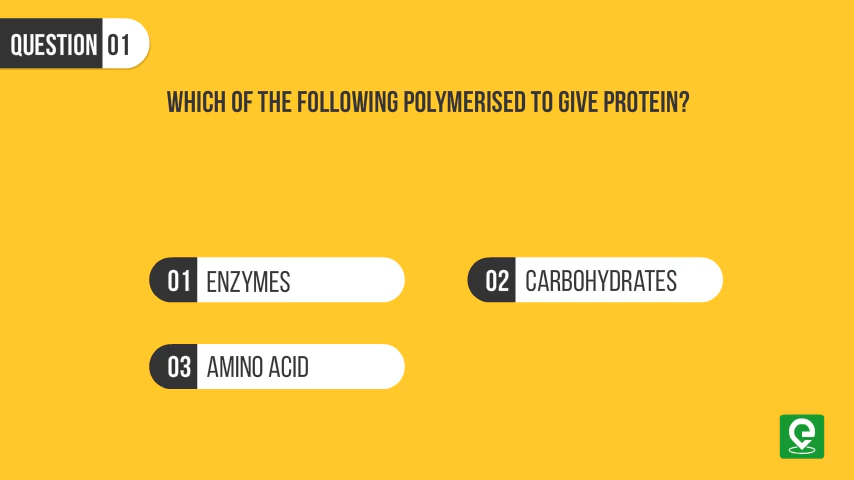 QUESTION 01
WHICH OF THE FOLLOWING POLYMERISED TO GIVE PROTEIN?
01 ENZYMES
02 CARBOHYDRATES
03 AMINO ACID